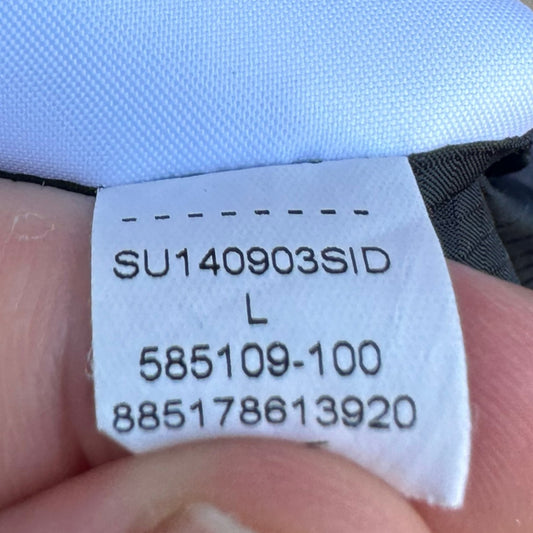 - - - - - - - -
SU140903SID
L
585109-100
885178613920